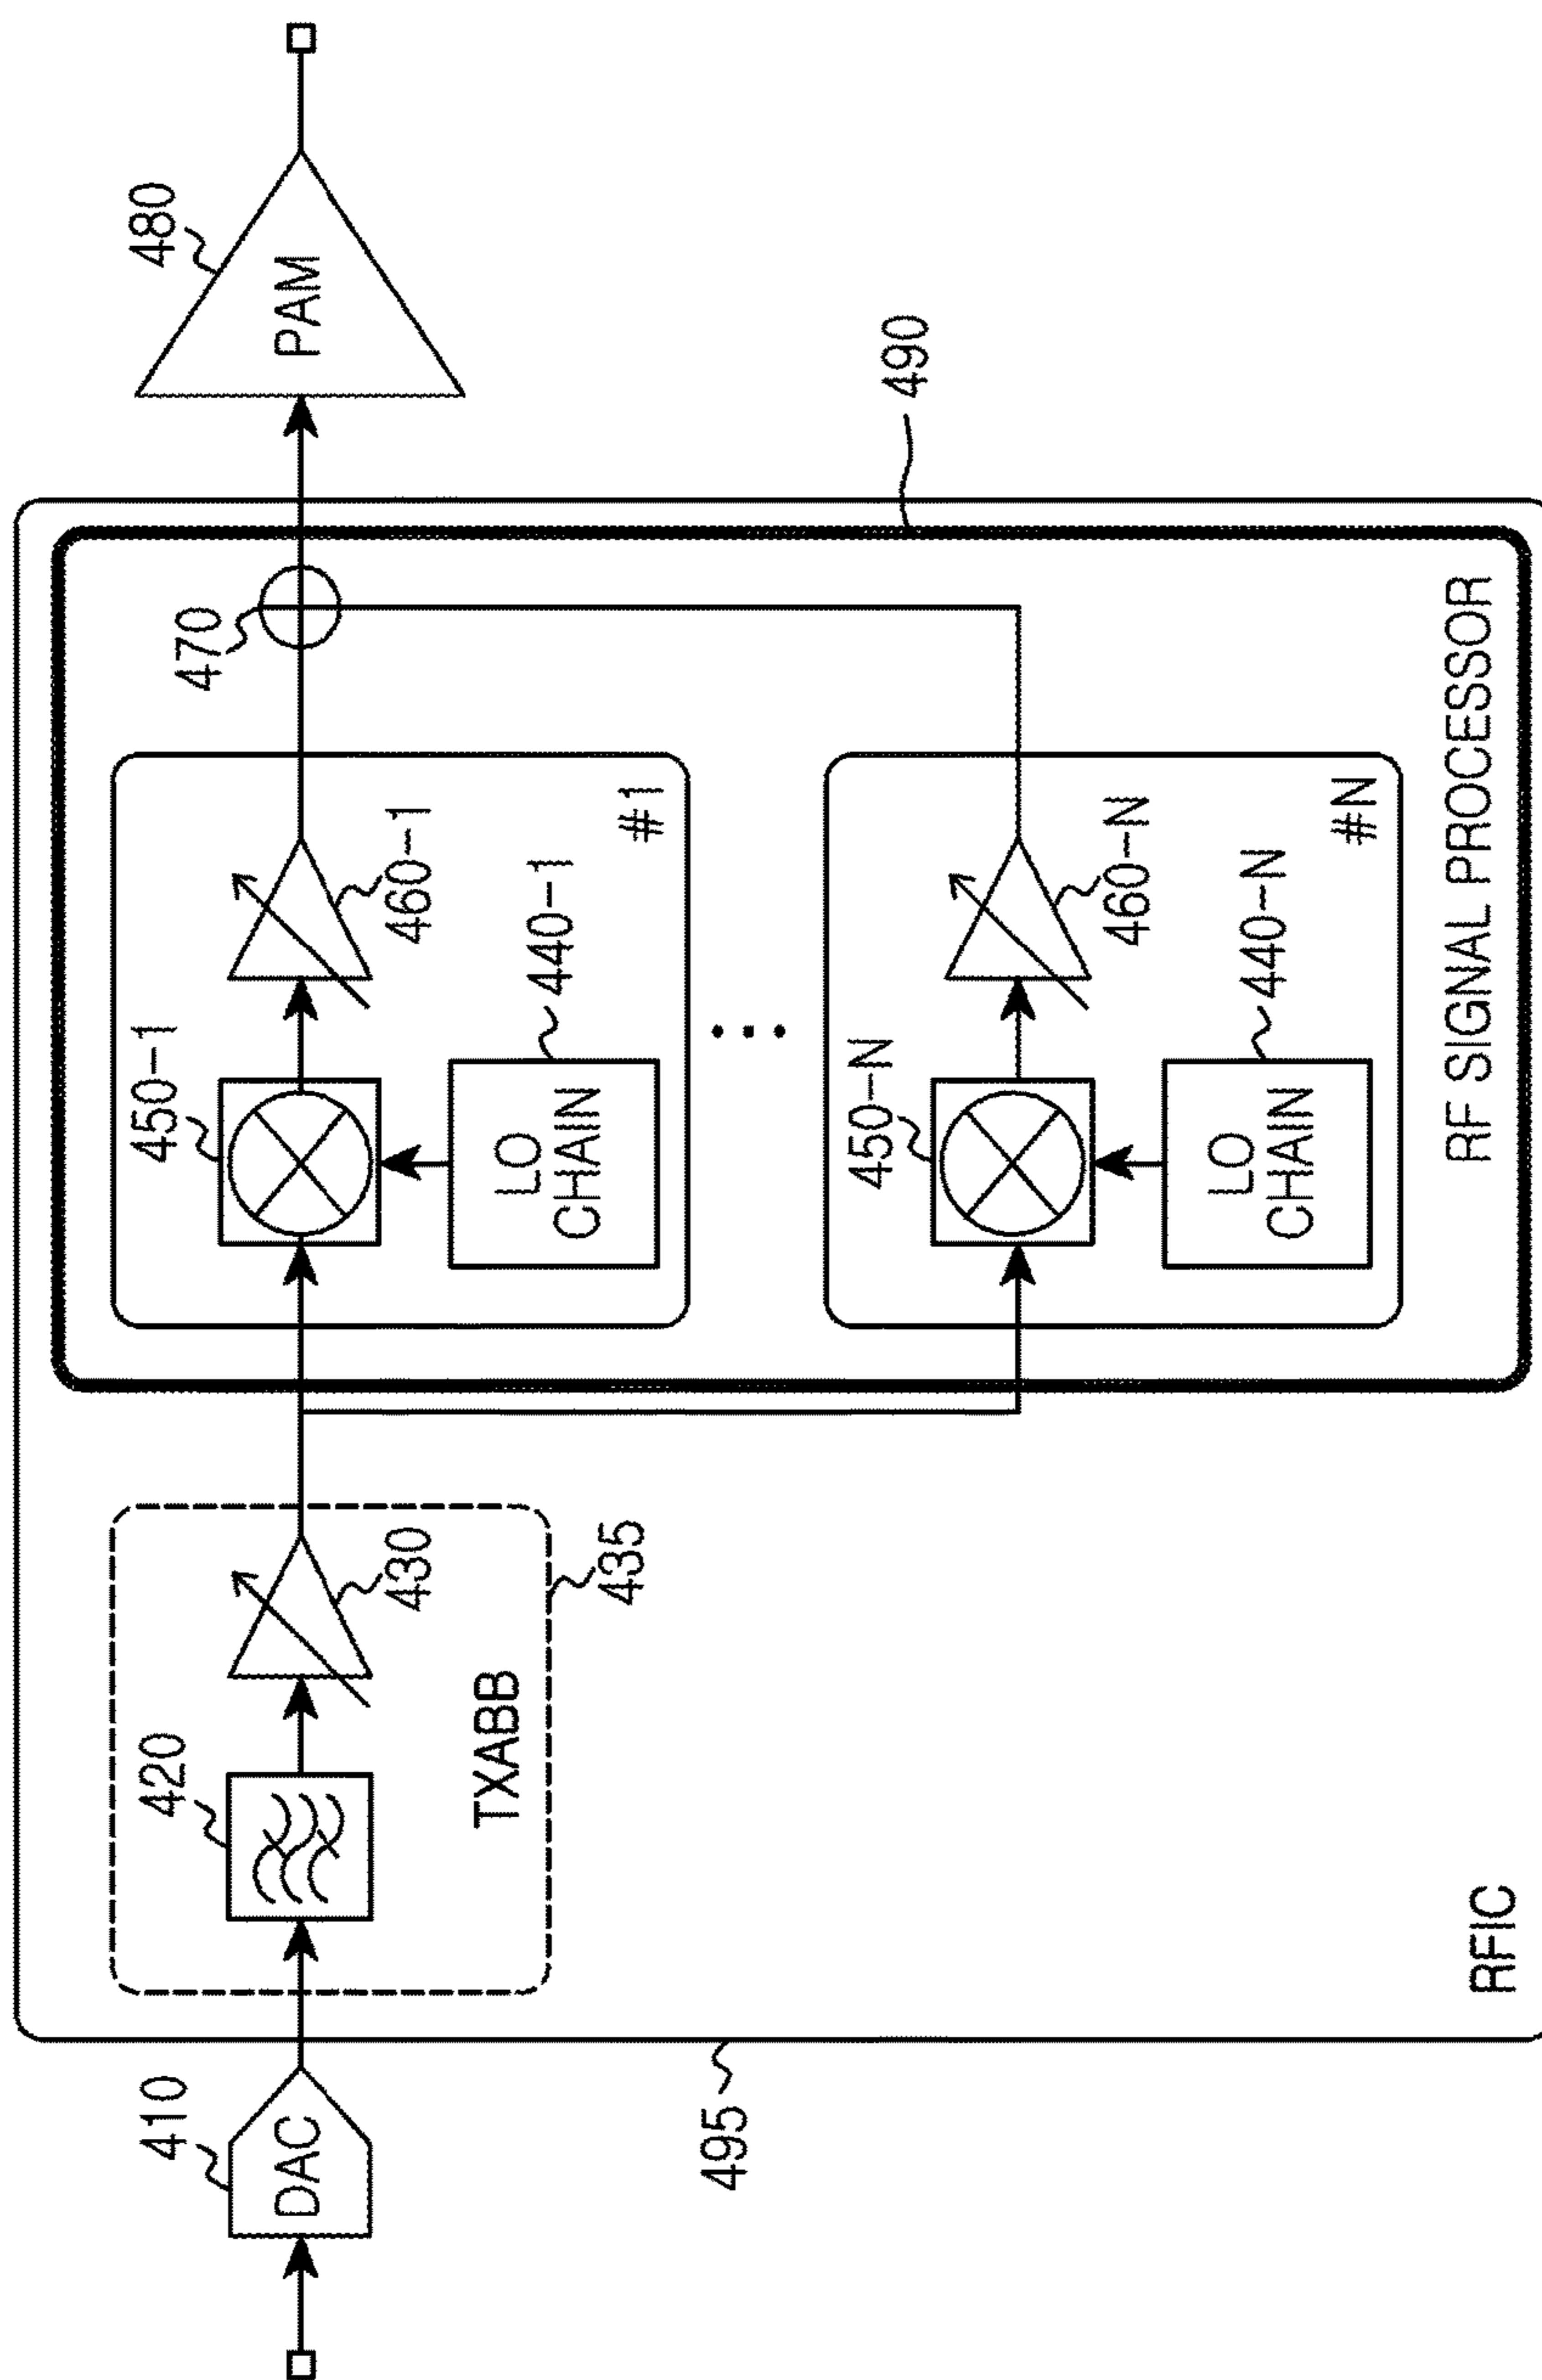 410
DAC
420
430
TXABB
435
450-1
460-1
LO
CHAIN
440-1
#1
450-N
460-N
LO
CHAIN
440-N
#N
470
RF SIGNAL PROCESSOR
490
480
PAM
495
RFIC